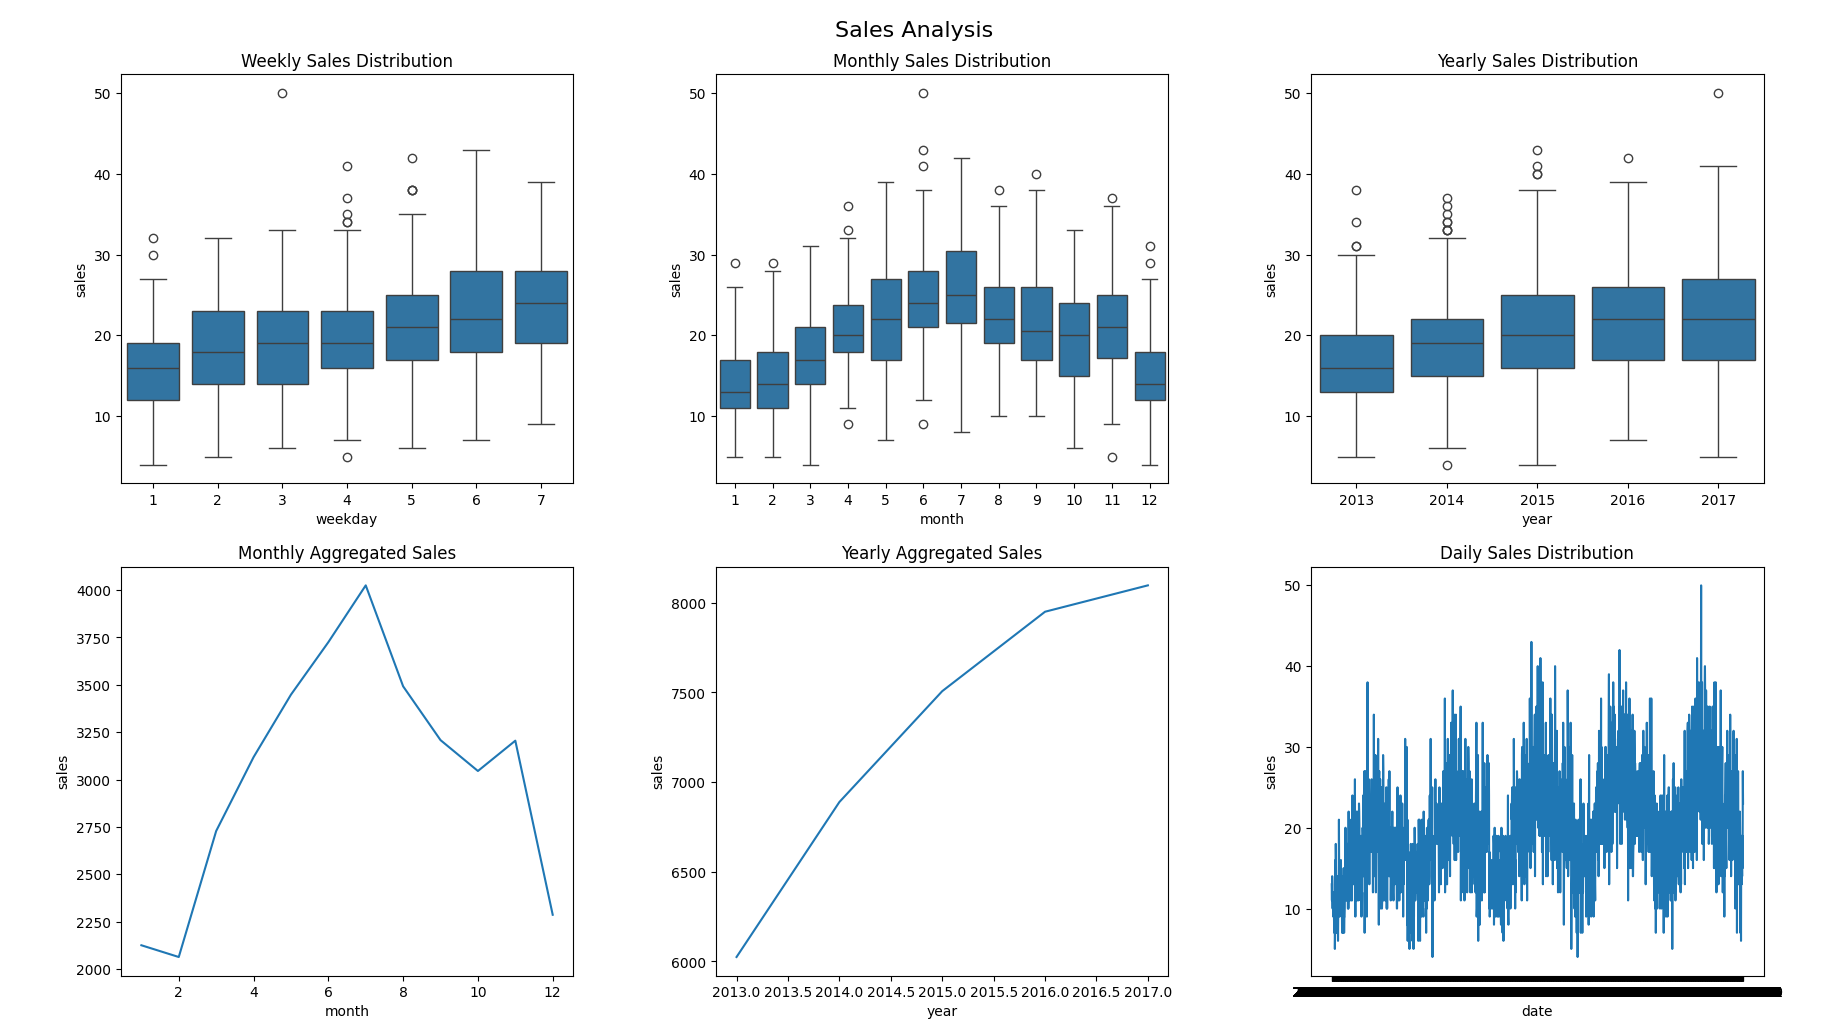 Sales Analysis
Weekly Sales Distribution
Monthly Sales Distribution
Yearly Sales Distribution
50
40
30
20
10
sales
1 2 3 4 5 6 7
weekday
50
40
30
20
10
sales
1 2 3 4 5 6 7 8 9 10 11 12
month
50
40
30
20
10
sales
2013 2014 2015 2016 2017
year
Monthly Aggregated Sales
Yearly Aggregated Sales
Daily Sales Distribution
4000
3750
3500
3250
3000
2750
2500
2250
2000
sales
2 4 6 8 10 12
month
8000
7500
7000
6500
6000
sales
2013.0 2013.5 2014.0 2014.5 2015.0 2015.5 2016.0 2016.5 2017.0
year
50
40
30
20
10
sales
date